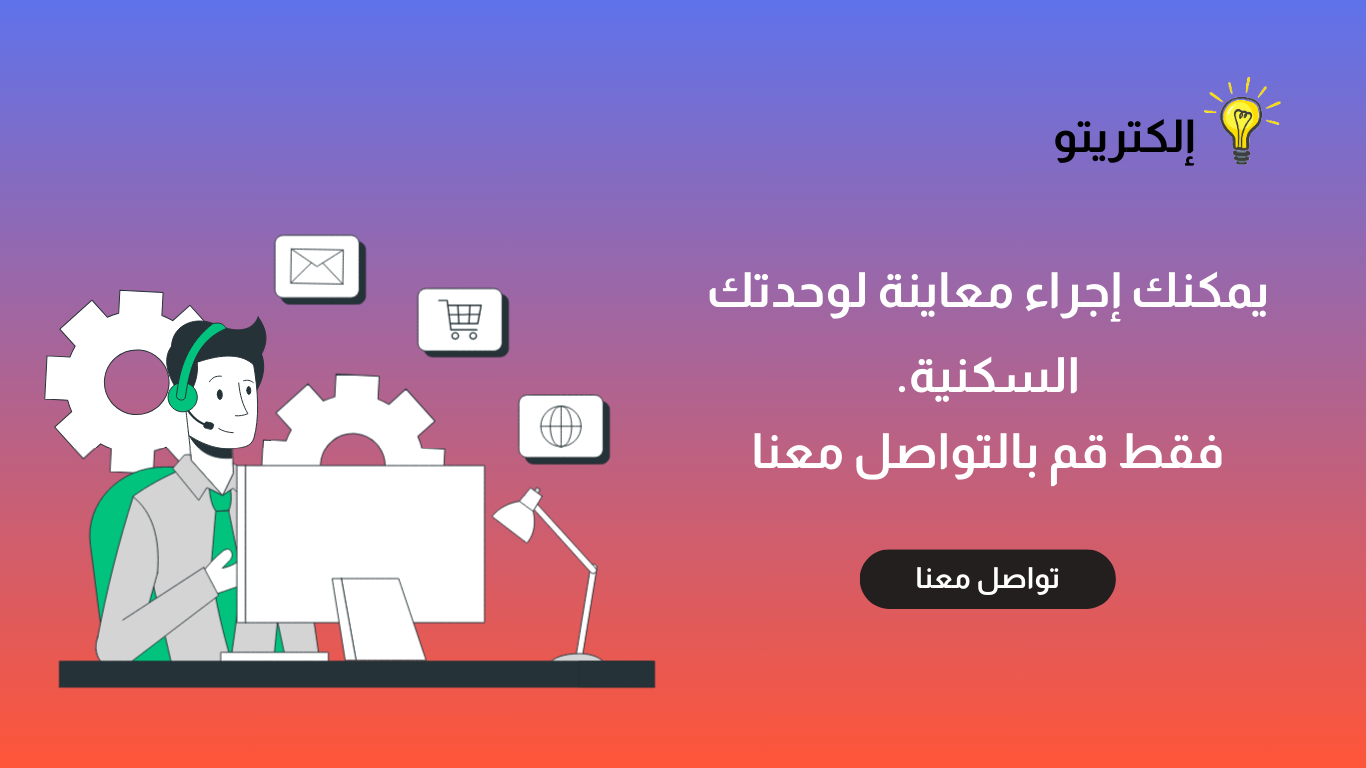 إلكتريتو
يمكنك إجراء معاينة لوحدتك
السكنية.
فقط قم بالتواصل معنا
تواصل معنا